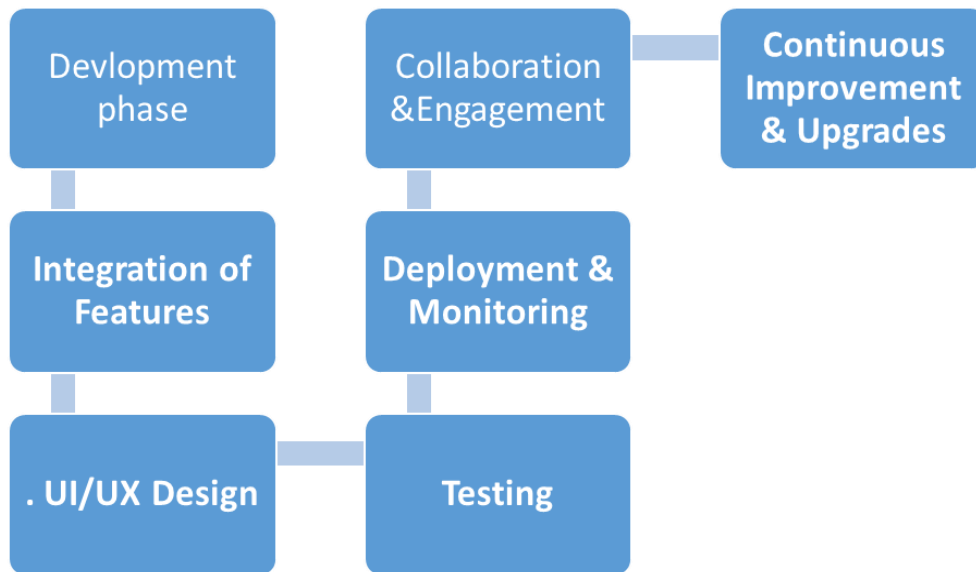 Devlopment
phase
Integration of
Features
. UI/UX Design
Testing
Deployment &
Monitoring
Collaboration
&Engagement
Continuous
Improvement
& Upgrades